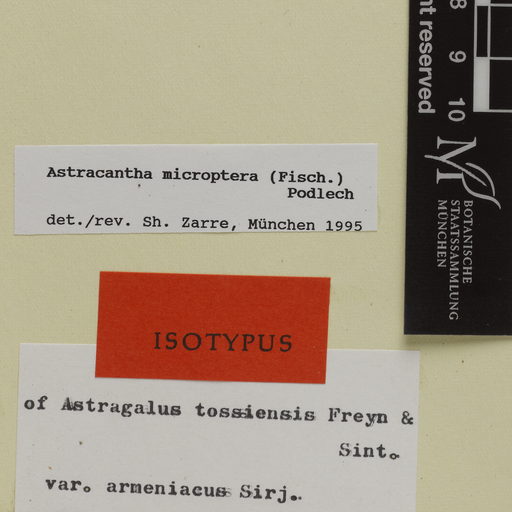 Astracantha microptera (Fisch.)
Podlech
det./rev. Sh. Zarre, München 1995
ISOTYPUS
of Astragalus tossiensis Freyn &
Sint.
var. armeniacus Sirj..
nt reserved
8 9 10
BOTANISCHE
STAATSSAMMLUNG
MÜNCHEN